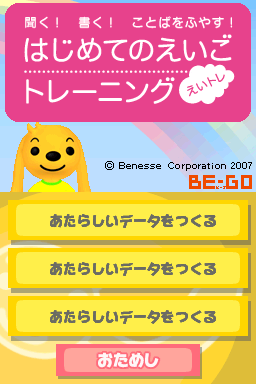 聞く！ 書く！ ことばをふやす！
はじめてのえいご
トレーニング
えいトレ
© Benesse Corporation 2007
BE-GO
あたらしいデータをつくる
あたらしいデータをつくる
あたらしいデータをつくる
おためし